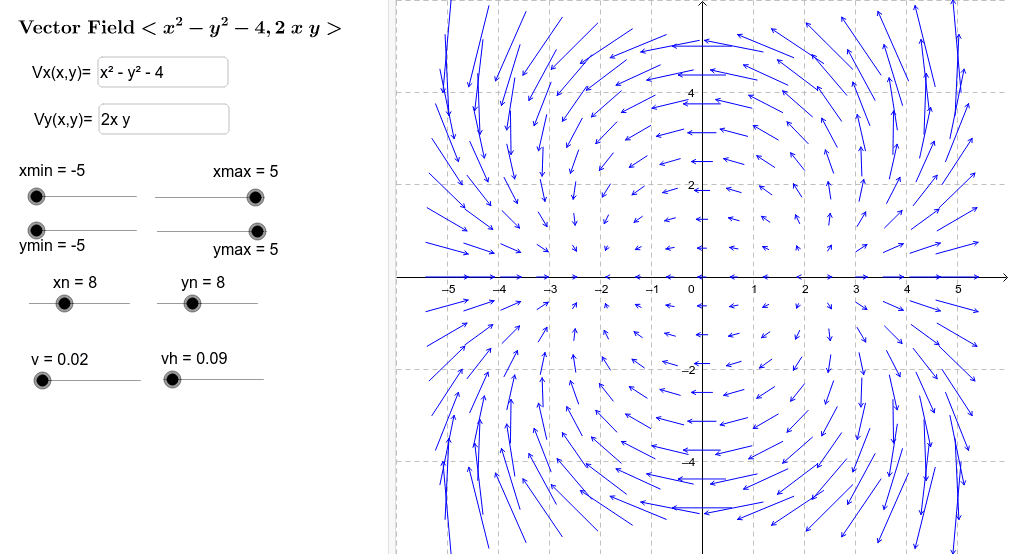 Vector Field < x² − y² − 4, 2 x y >
Vx(x,y)= x² - y² - 4
Vy(x,y)= 2x y
xmin = -5 xmax = 5
ymin = -5 ymax = 5
xn = 8 yn = 8
v = 0.02 vh = 0.09
4
2
−5 −4 −3 −2 −1 0 1 2 3 4 5
−2
−4